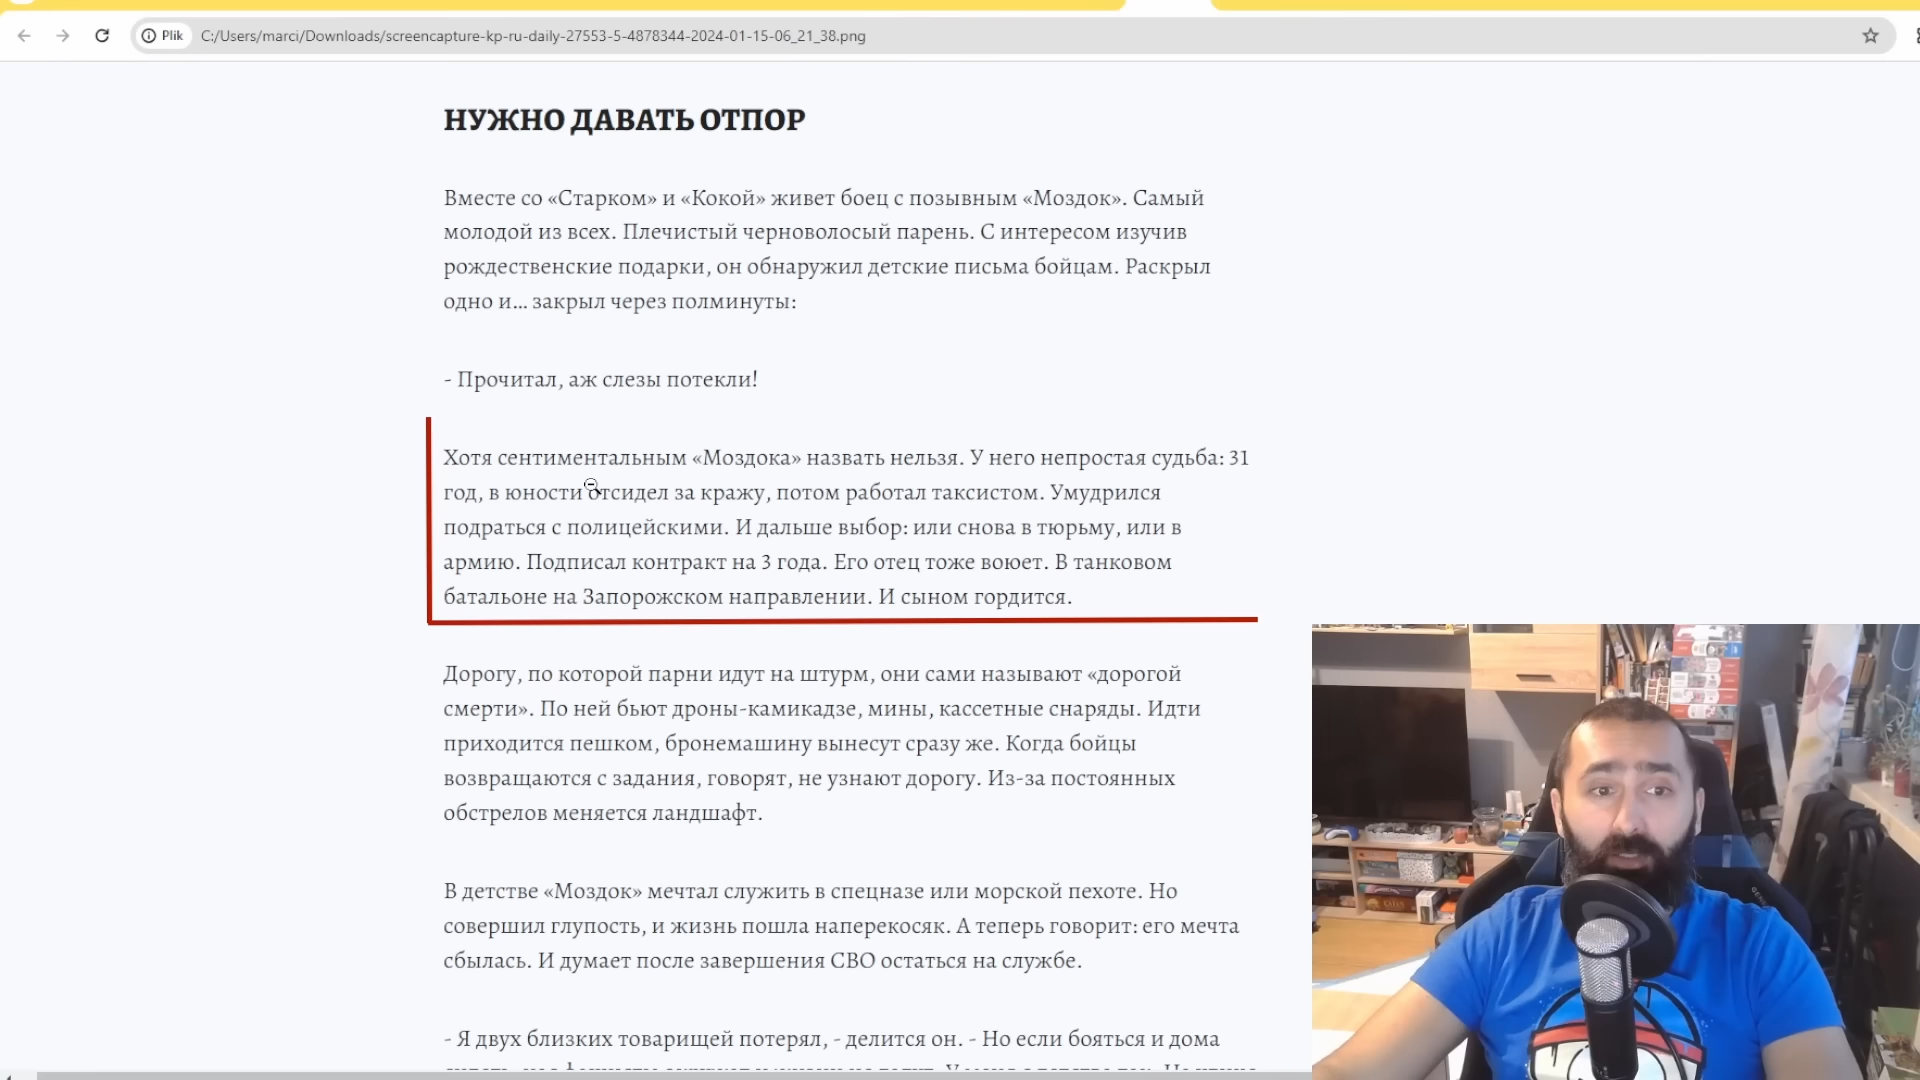 Plik
C:/Users/marci/Downloads/screencapture-kp-ru-daily-27553-5-4878344-2024-01-15-06_21_38.png
НУЖНО ДАВАТЬ ОТПОР
Вместе со «Старком» и «Кокой» живет боец с позывным «Моздок». Самый
молодой из всех. Плечистый черноволосый парень. С интересом изучив
рождественские подарки, он обнаружил детские письма бойцам. Раскрыл
одно и... закрыл через полминуты:
- Прочитал, аж слезы потекли!
Хотя сентиментальным «Моздока» назвать нельзя. У него непростая судьба: 31
год, в юности отсидел за кражу, потом работал таксистом. Умудрился
подраться с полицейскими. И дальше выбор: или снова в тюрьму, или в
армию. Подписал контракт на 3 года. Его отец тоже воюет. В танковом
батальоне на Запорожском направлении. И сыном гордится.
Дорогу, по которой парни идут на штурм, они сами называют «дорогой
смерти». По ней бьют дроны-камикадзе, мины, кассетные снаряды. Идти
приходится пешком, бронемашину вынесут сразу же. Когда бойцы
возвращаются с задания, говорят, не узнают дорогу. Из-за постоянных
обстрелов меняется ландшафт.
В детстве «Моздок» мечтал служить в спецназе или морской пехоте. Но
совершил глупость, и жизнь пошла наперекосяк. А теперь говорит: его мечта
сбылась. И думает после завершения СВО остаться на службе.
- Я двух близких товарищей потерял, - делится он. - Но если бояться и дома